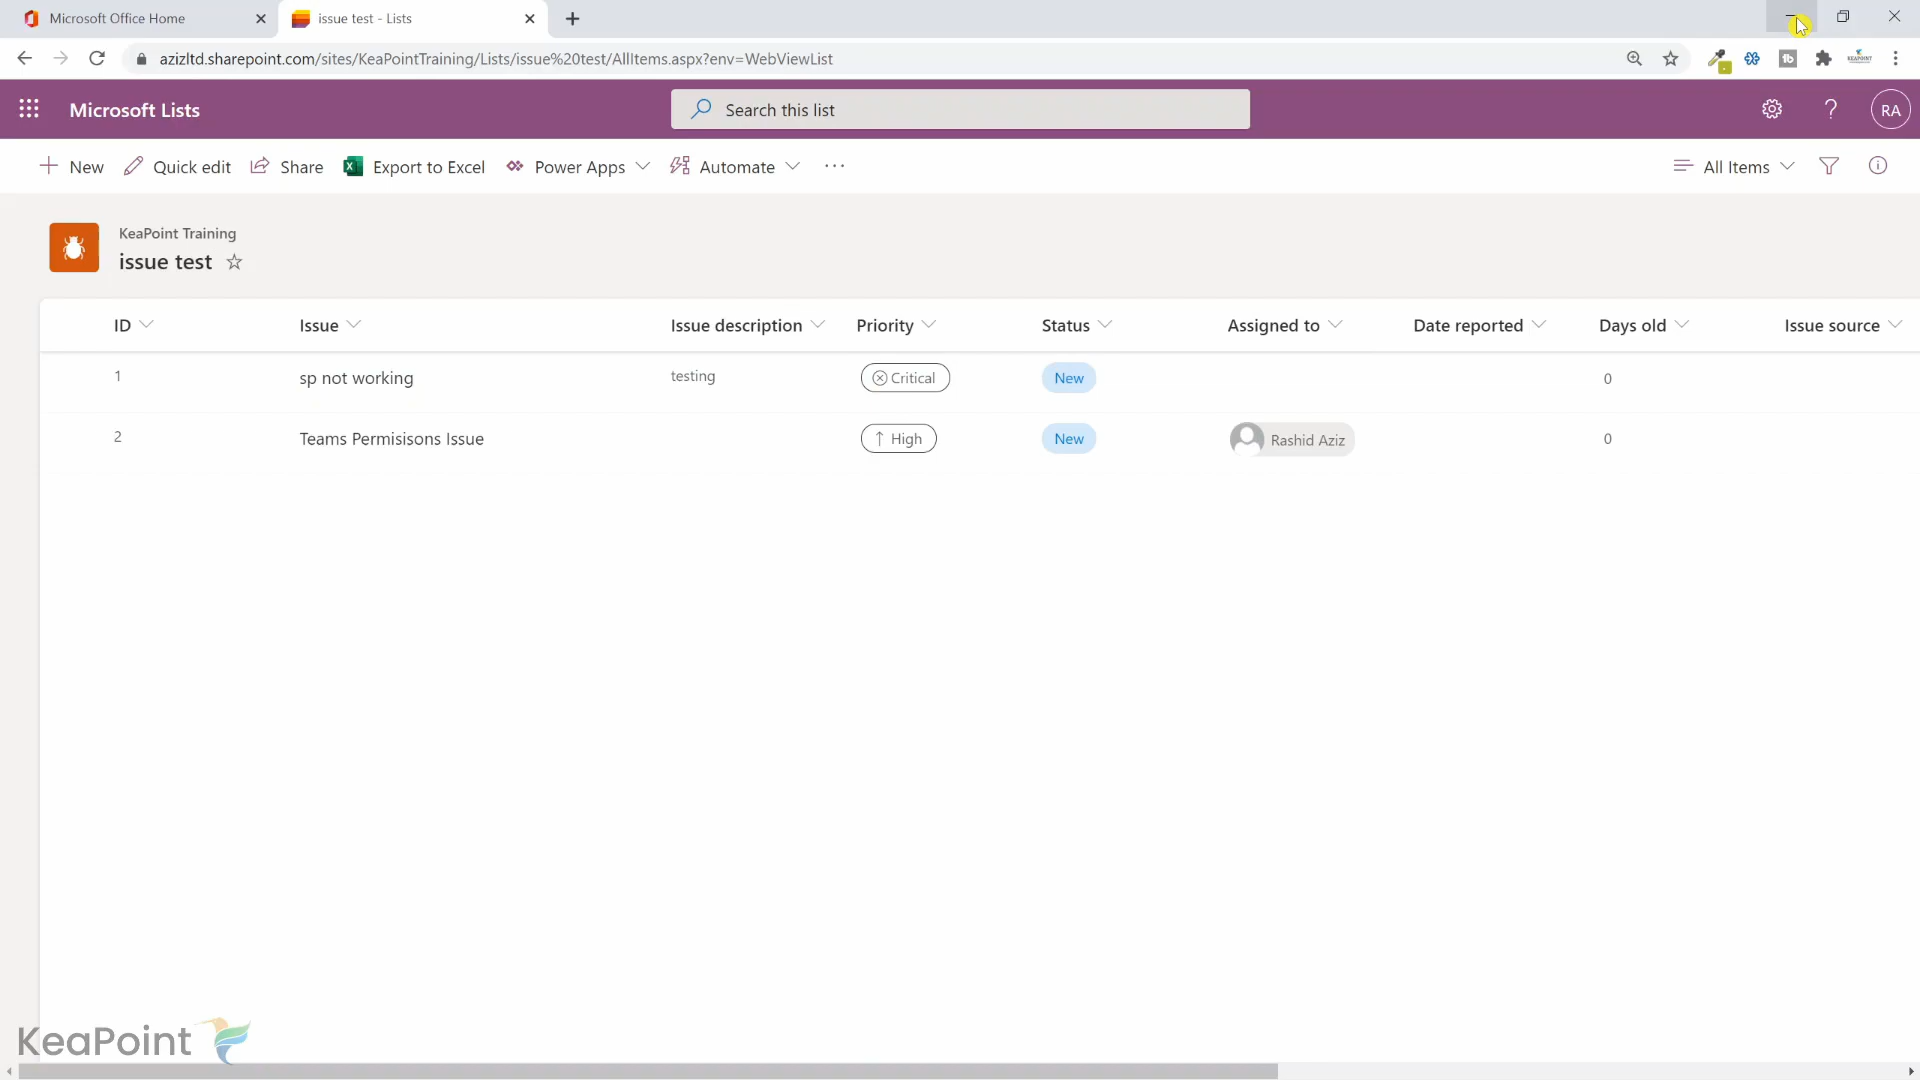 Microsoft Office Home
issue test - Lists
azizltd.sharepoint.com/sites/KeaPointTraining/Lists/issue%20test/AllItems.aspx?env=WebViewList
Microsoft Lists
Search this list
RA
New
Quick edit
Share
Export to Excel
Power Apps
Automate
All Items
KeaPoint Training
issue test
ID Issue Issue description Priority Status Assigned to Date reported Days old Issue source
1 sp not working testing Critical New 0
2 Teams Permisisons Issue High New Rashid Aziz 0
KeaPoint